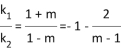 k₁/k₂ = (1 + m)/(1 - m) = - 1 - 2/(m - 1)